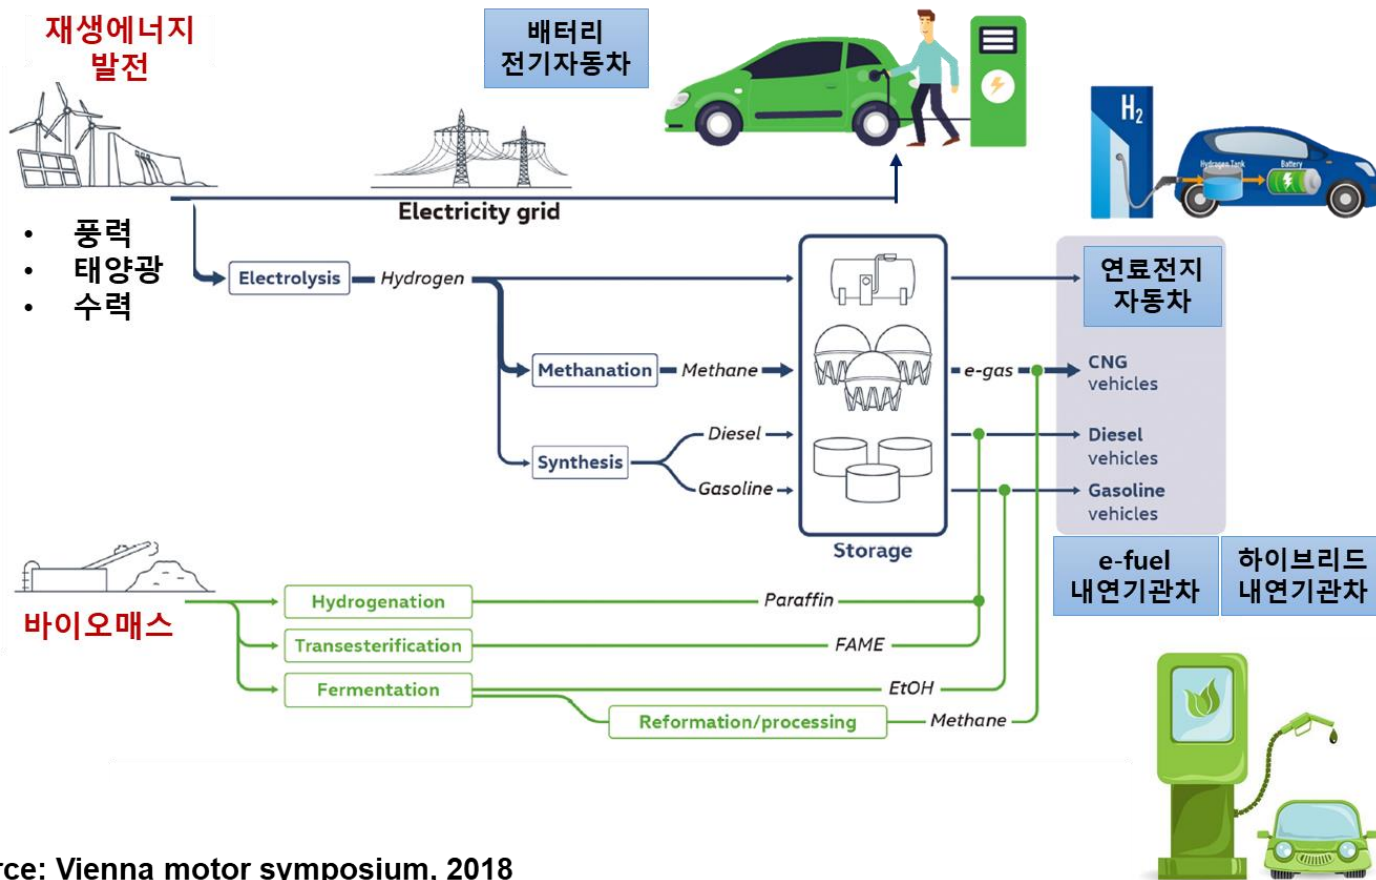 재생에너지
발전
배터리
전기자동차
H₂
Hydrogen Tank
Battery
Electricity grid
• 풍력
• 태양광
• 수력
Electrolysis
Hydrogen
연료전지
자동차
Methanation
Methane
e-gas
CNG
vehicles
Diesel
Diesel
vehicles
Synthesis
Gasoline
Gasoline
vehicles
Storage
e-fuel
내연기관차
하이브리드
내연기관차
바이오매스
Hydrogenation
Paraffin
Transesterification
FAME
Fermentation
EtOH
Reformation/processing
Methane
rce: Vienna motor symposium, 2018